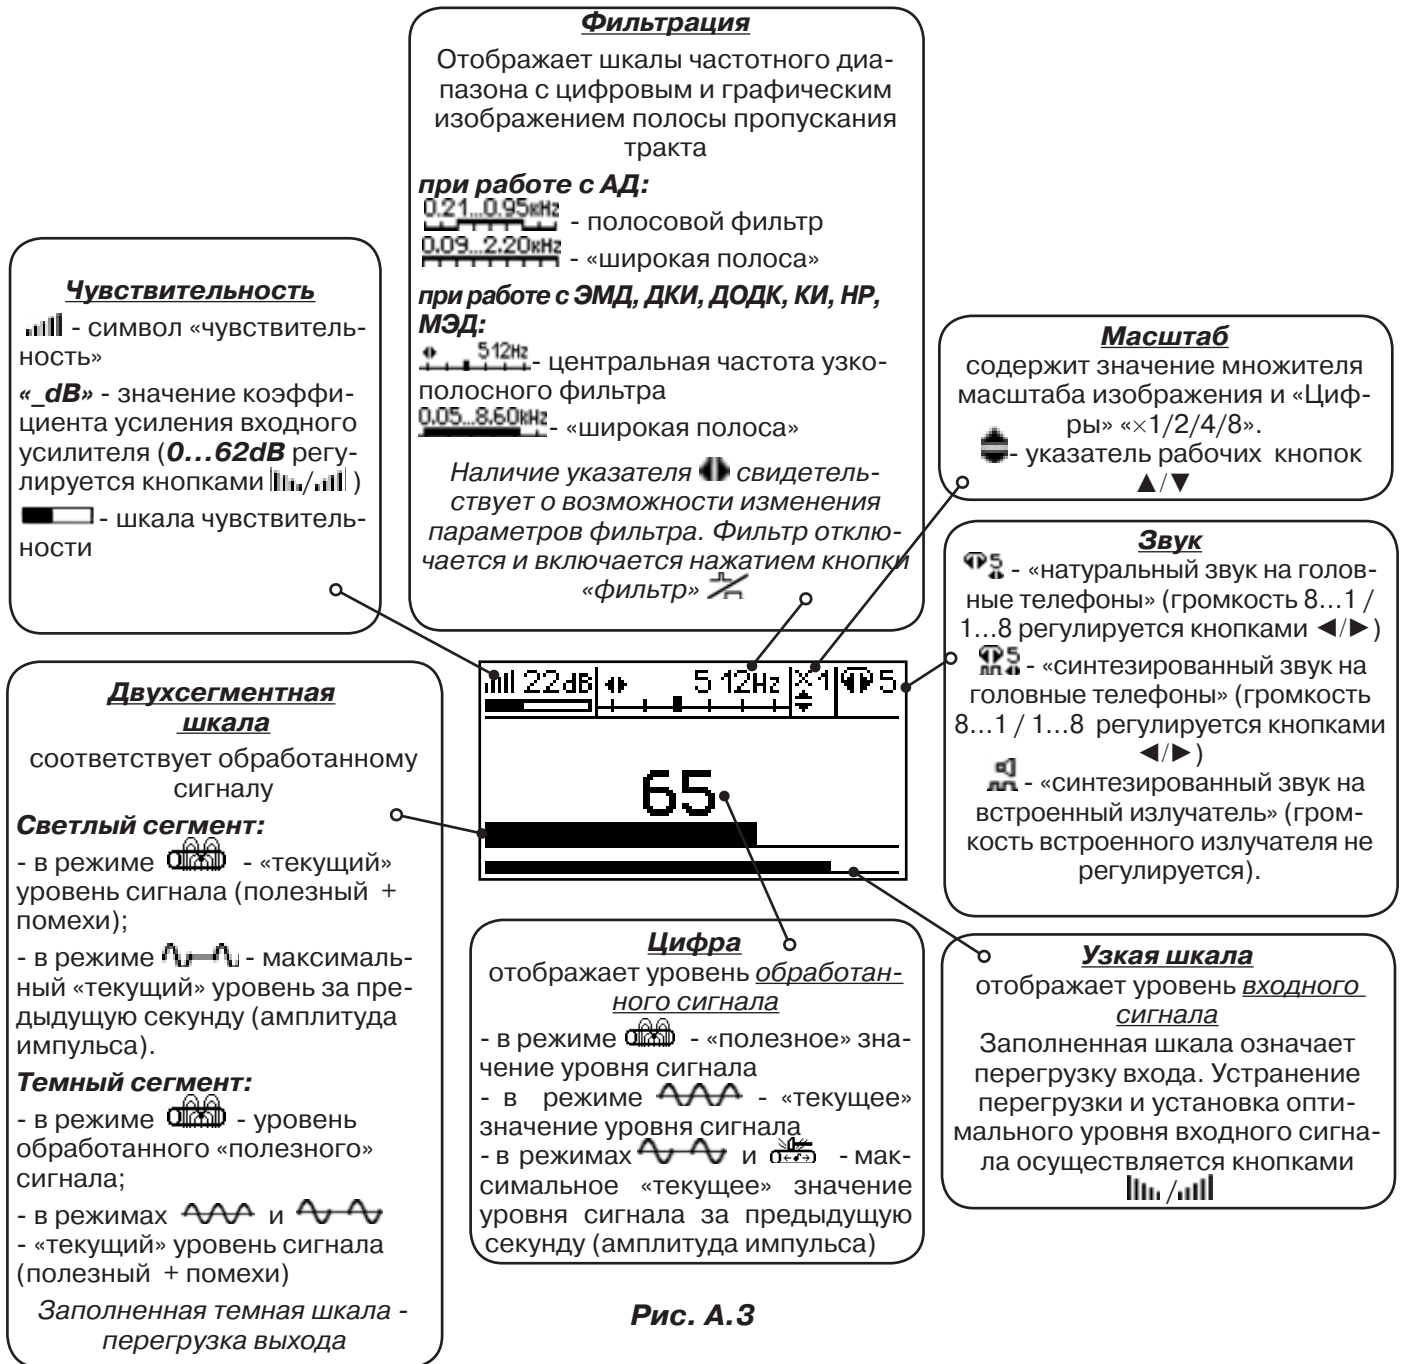 Фильтрация
Отображает шкалы частотного диа-
пазона с цифровым и графическим
изображением полосы пропускания
тракта
при работе с АД:
0.21...0.95кHz - полосовой фильтр
0.09...2.20кHz - «широкая полоса»
при работе с ЭМД, ДКИ, ДОДК, КИ, НР,
МЭД:
512Hz - центральная частота узко-
полосного фильтра
0.05...8.60кHz - «широкая полоса»
Наличие указателя свидетель-
ствует о возможности изменения
параметров фильтра. Фильтр отклю-
чается и включается нажатием кнопки
«фильтр»
Чувствительность
- символ «чувствитель-
ность»
«_dB» - значение коэффи-
циента усиления входного
усилителя (0...62dB регу-
лируется кнопками / )
- шкала чувствитель-
ности
Масштаб
содержит значение множителя
масштаба изображения и «Циф-
ры» «×1/2/4/8».
- указатель рабочих кнопок
▲/▼
Звук
5 - «натуральный звук на голов-
ные телефоны» (громкость 8...1 /
1...8 регулируется кнопками ◄/►)
5 - «синтезированный звук на
головные телефоны» (громкость
8...1 / 1...8 регулируется кнопками
◄/►)
- «синтезированный звук на
встроенный излучатель» (гром-
кость встроенного излучателя не
регулируется).
22dB 512Hz X1 5
65
Двухсегментная
шкала
соответствует обработанному
сигналу
Светлый сегмент:
- в режиме - «текущий»
уровень сигнала (полезный +
помехи);
- в режиме - максималь-
ный «текущий» уровень за пре-
дыдущую секунду (амплитуда
импульса).
Темный сегмент:
- в режиме - уровень
обработанного «полезного»
сигнала;
- в режимах и
- «текущий» уровень сигнала
(полезный + помехи)
Заполненная темная шкала -
перегрузка выхода
Цифра
отображает уровень обработан-
ного сигнала
- в режиме - «полезное» зна-
чение уровня сигнала
- в режиме - «текущее»
значение уровня сигнала
- в режимах и - мак-
симальное «текущее» значение
уровня сигнала за предыдущую
секунду (амплитуда импульса)
Узкая шкала
отображает уровень входного
сигнала
Заполненная шкала означает
перегрузку входа. Устранение
перегрузки и установка опти-
мального уровня входного сигна-
ла осуществляется кнопками
/
Рис. А.3